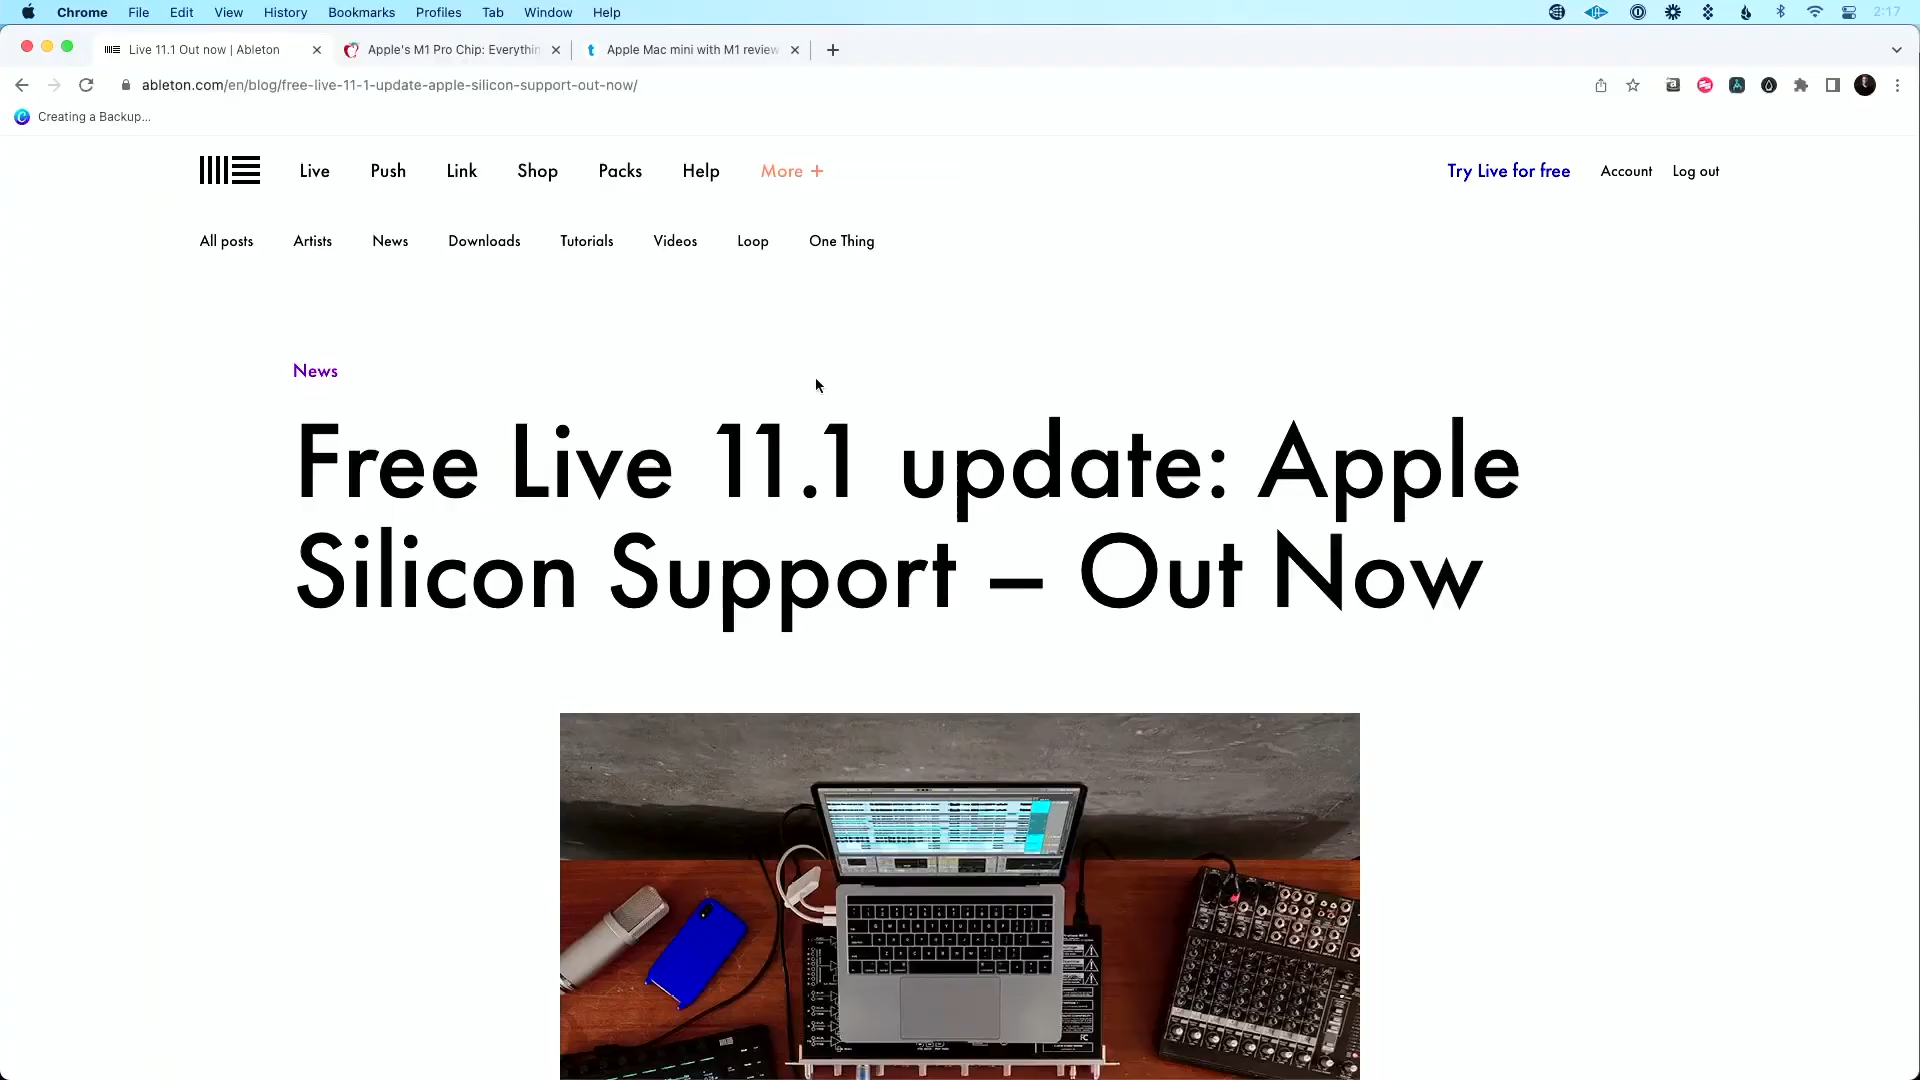 Chrome File Edit View History Bookmarks Profiles Tab Window Help 2:17
Live 11.1 Out now | Ableton Apple's M1 Pro Chip: Everythin Apple Mac mini with M1 review
ableton.com/en/blog/free-live-11-1-update-apple-silicon-support-out-now/
Creating a Backup...
Live Push Link Shop Packs Help More + Try Live for free Account Log out
All posts Artists News Downloads Tutorials Videos Loop One Thing
News
Free Live 11.1 update: Apple
Silicon Support – Out Now